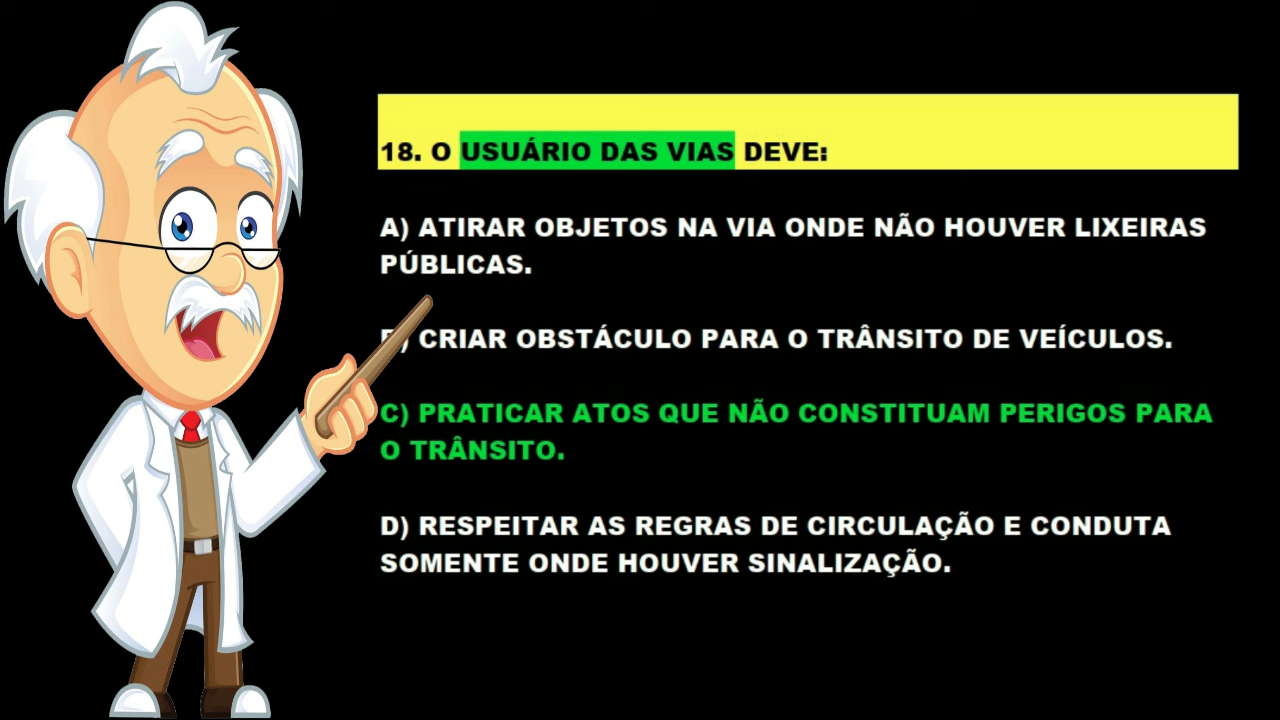 18. O USUÁRIO DAS VIAS DEVE:
A) ATIRAR OBJETOS NA VIA ONDE NÃO HOUVER LIXEIRAS
PÚBLICAS.
B) CRIAR OBSTÁCULO PARA O TRÂNSITO DE VEÍCULOS.
C) PRATICAR ATOS QUE NÃO CONSTITUAM PERIGOS PARA
O TRÂNSITO.
D) RESPEITAR AS REGRAS DE CIRCULAÇÃO E CONDUTA
SOMENTE ONDE HOUVER SINALIZAÇÃO.